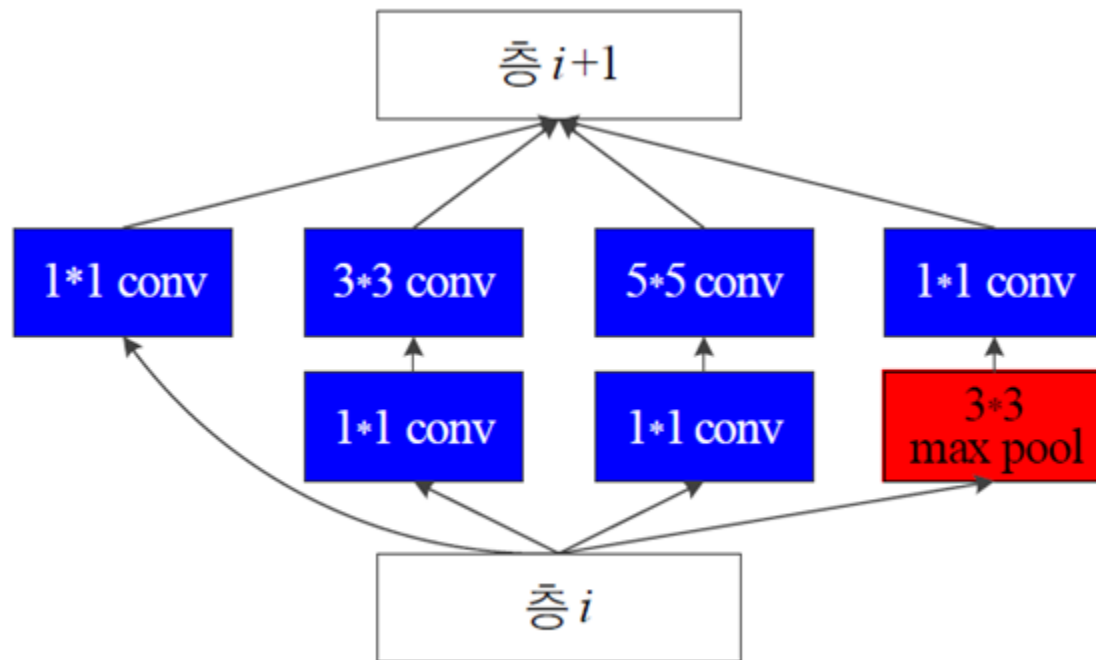 층 i+1
1*1 conv
3*3 conv
5*5 conv
1*1 conv
1*1 conv
1*1 conv
3*3
max pool
층 i